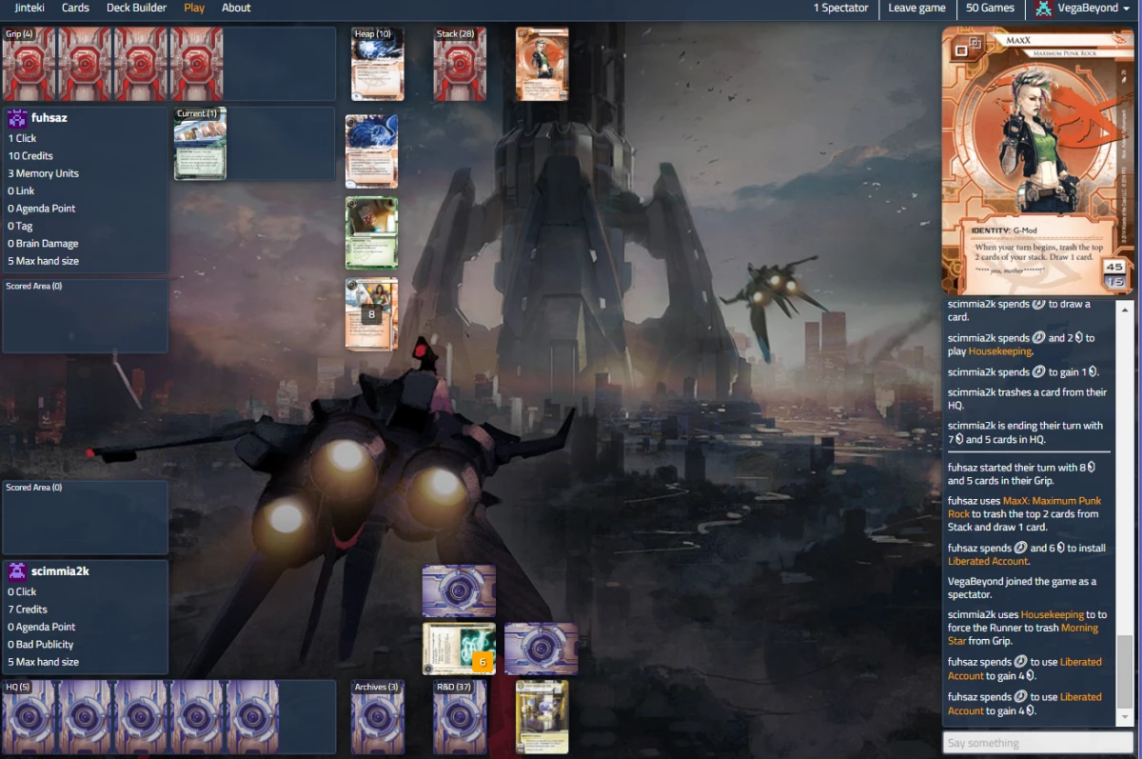 Jinteki Cards Deck Builder Play About 1 Spectator Leave game 50 Games VegaBeyond
Grip (4)
Heap (10)
Stack (28)
fuhsaz
1 Click
10 Credits
3 Memory Units
0 Link
0 Agenda Point
0 Tag
0 Brain Damage
5 Max hand size
Current (1)
8
Scored Area (0)
Scored Area (0)
scimmia2k
0 Click
7 Credits
0 Agenda Point
0 Bad Publicity
5 Max hand size
6
HQ (5)
Archives (3)
R&D (37)
MaxX
Maximum Punk Rock
IDENTITY: G-Mod
When your turn begins, trash the top
2 cards of your stack. Draw 1 card.
45
15
scimmia2k spends to draw a
card.
scimmia2k spends and 2 to
play Housekeeping.
scimmia2k spends to gain 1.
scimmia2k trashes a card from their
HQ.
scimmia2k is ending their turn with
7 and 5 cards in HQ.
fuhsaz started their turn with 8
and 5 cards in their Grip.
fuhsaz uses MaxX: Maximum Punk
Rock to trash the top 2 cards from
Stack and draw 1 card.
fuhsaz spends and 6 to install
Liberated Account.
VegaBeyond joined the game as a
spectator.
scimmia2k uses Housekeeping to to
force the Runner to trash Morning
Star from Grip.
fuhsaz spends to use Liberated
Account to gain 4.
fuhsaz spends to use Liberated
Account to gain 4.
Say something